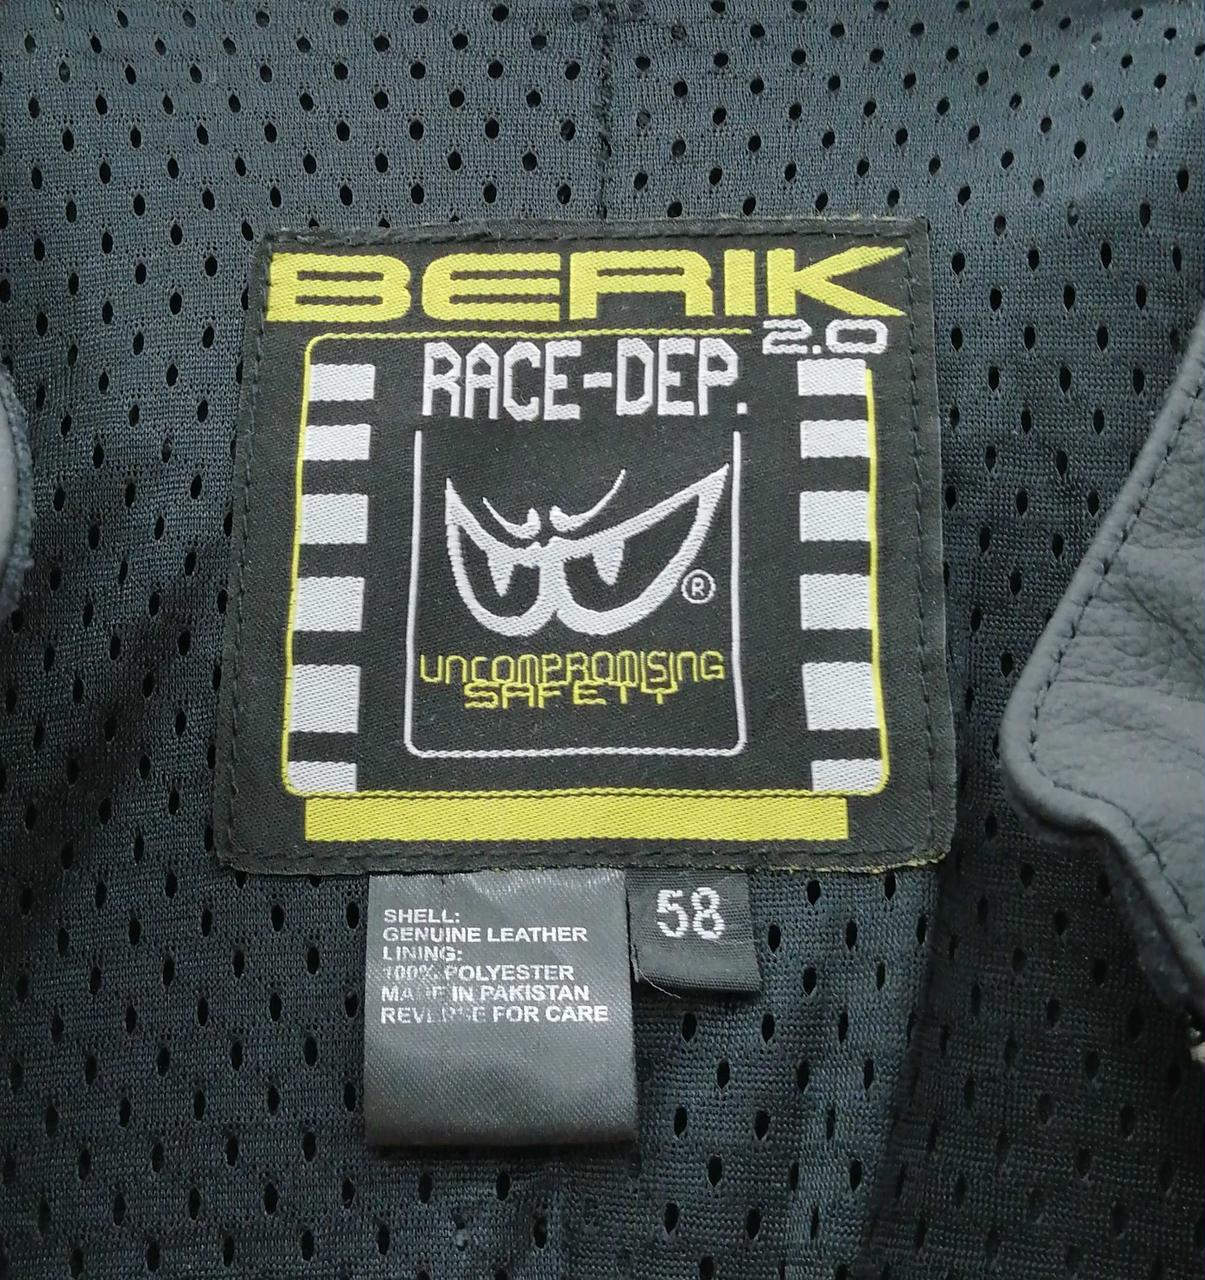 BERIK
2.0
RACE-DEP.
®
UNCOMPROMISING
SAFETY
SHELL:
GENUINE LEATHER
LINING:
100% POLYESTER
MADE IN PAKISTAN
REVERSE FOR CARE
58